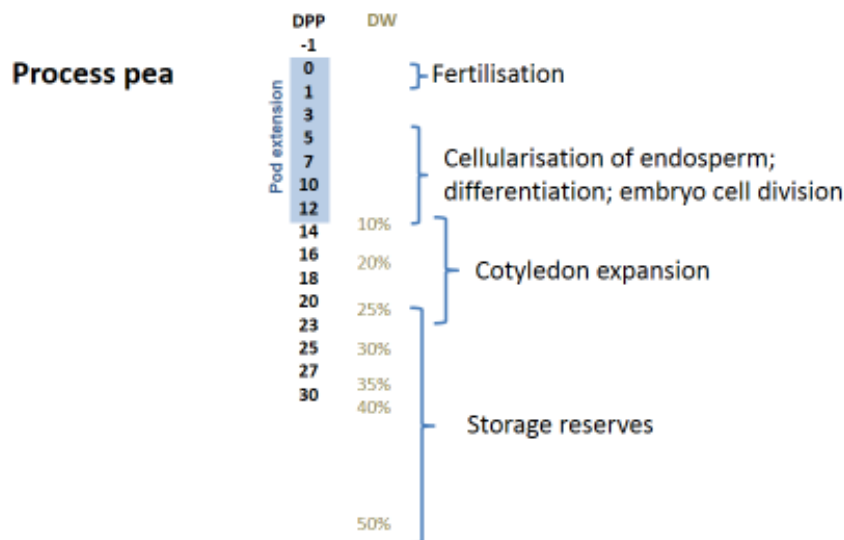 DPP DW
-1
Process pea
0
Fertilisation
1
Pod extension
3
5
Cellularisation of endosperm;
7
differentiation; embryo cell division
10
12
10%
14
16
20%
Cotyledon expansion
18
20
25%
23
25
30%
27
35%
30
40%
Storage reserves
50%